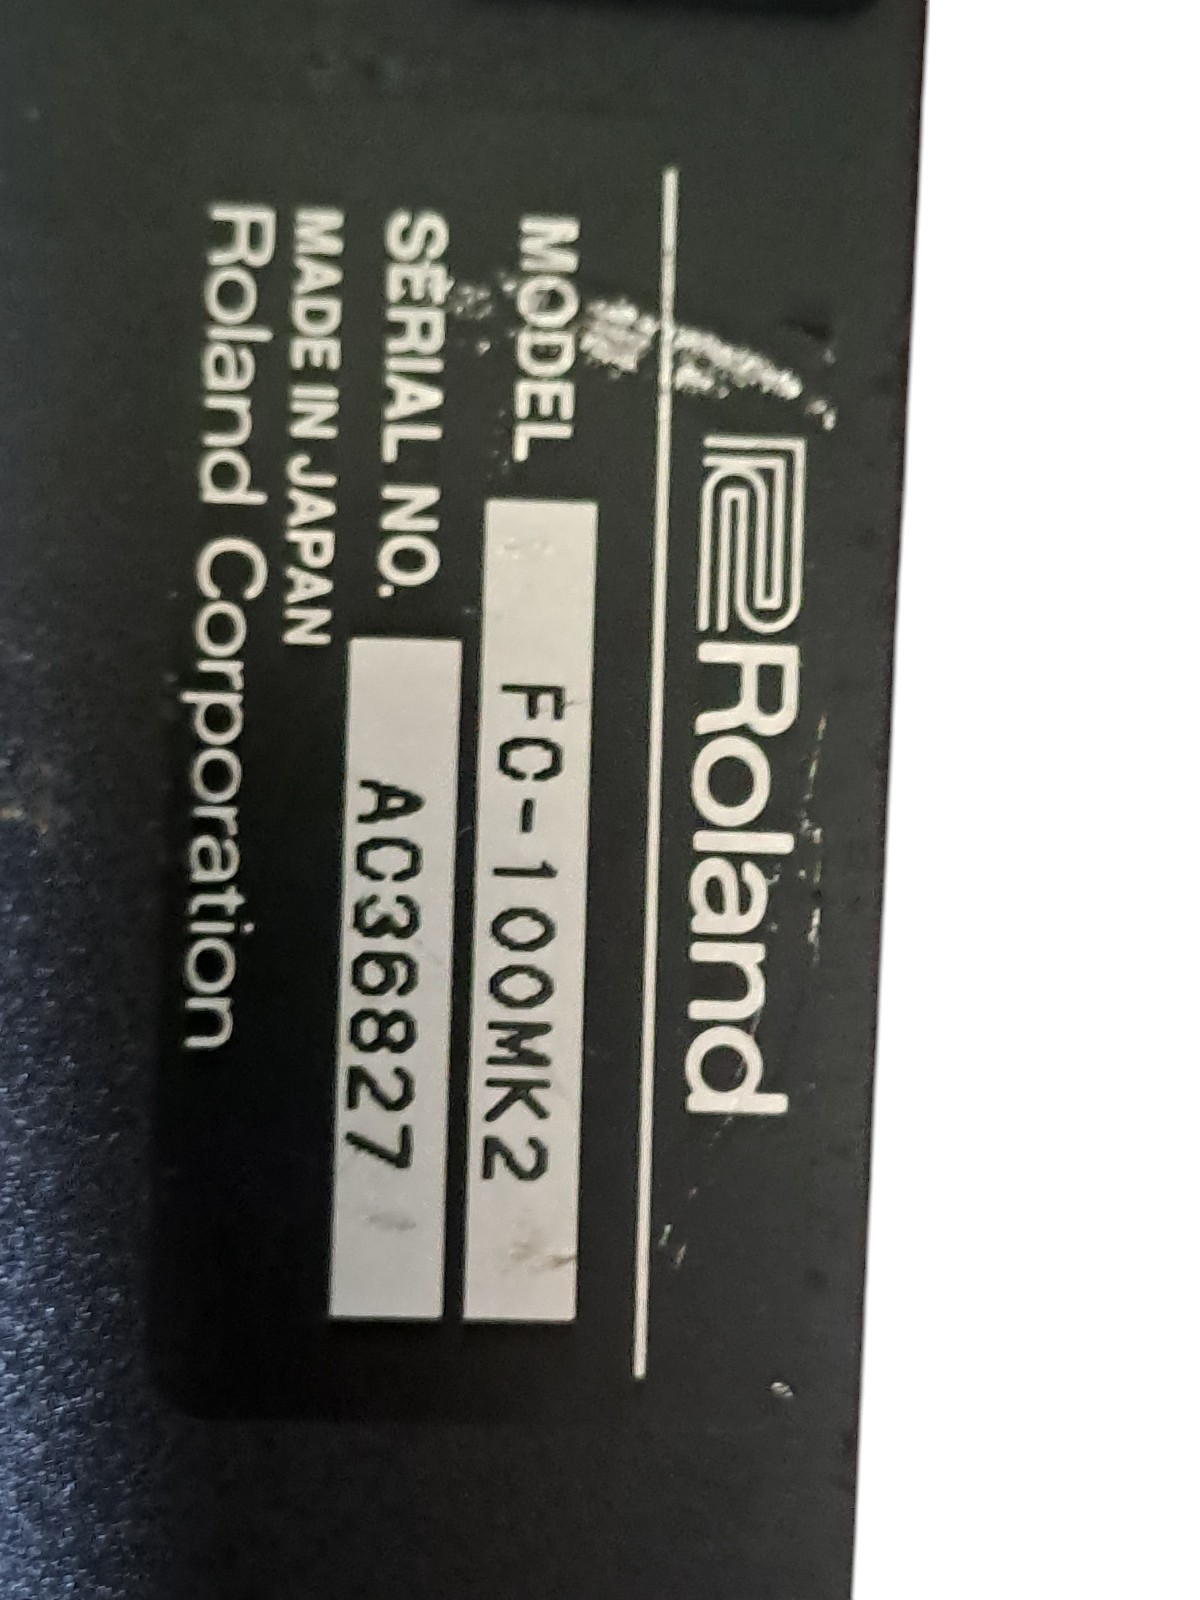 Roland
MODEL FC-100MK2
SERIAL NO. AC36827
MADE IN JAPAN
Roland Corporation